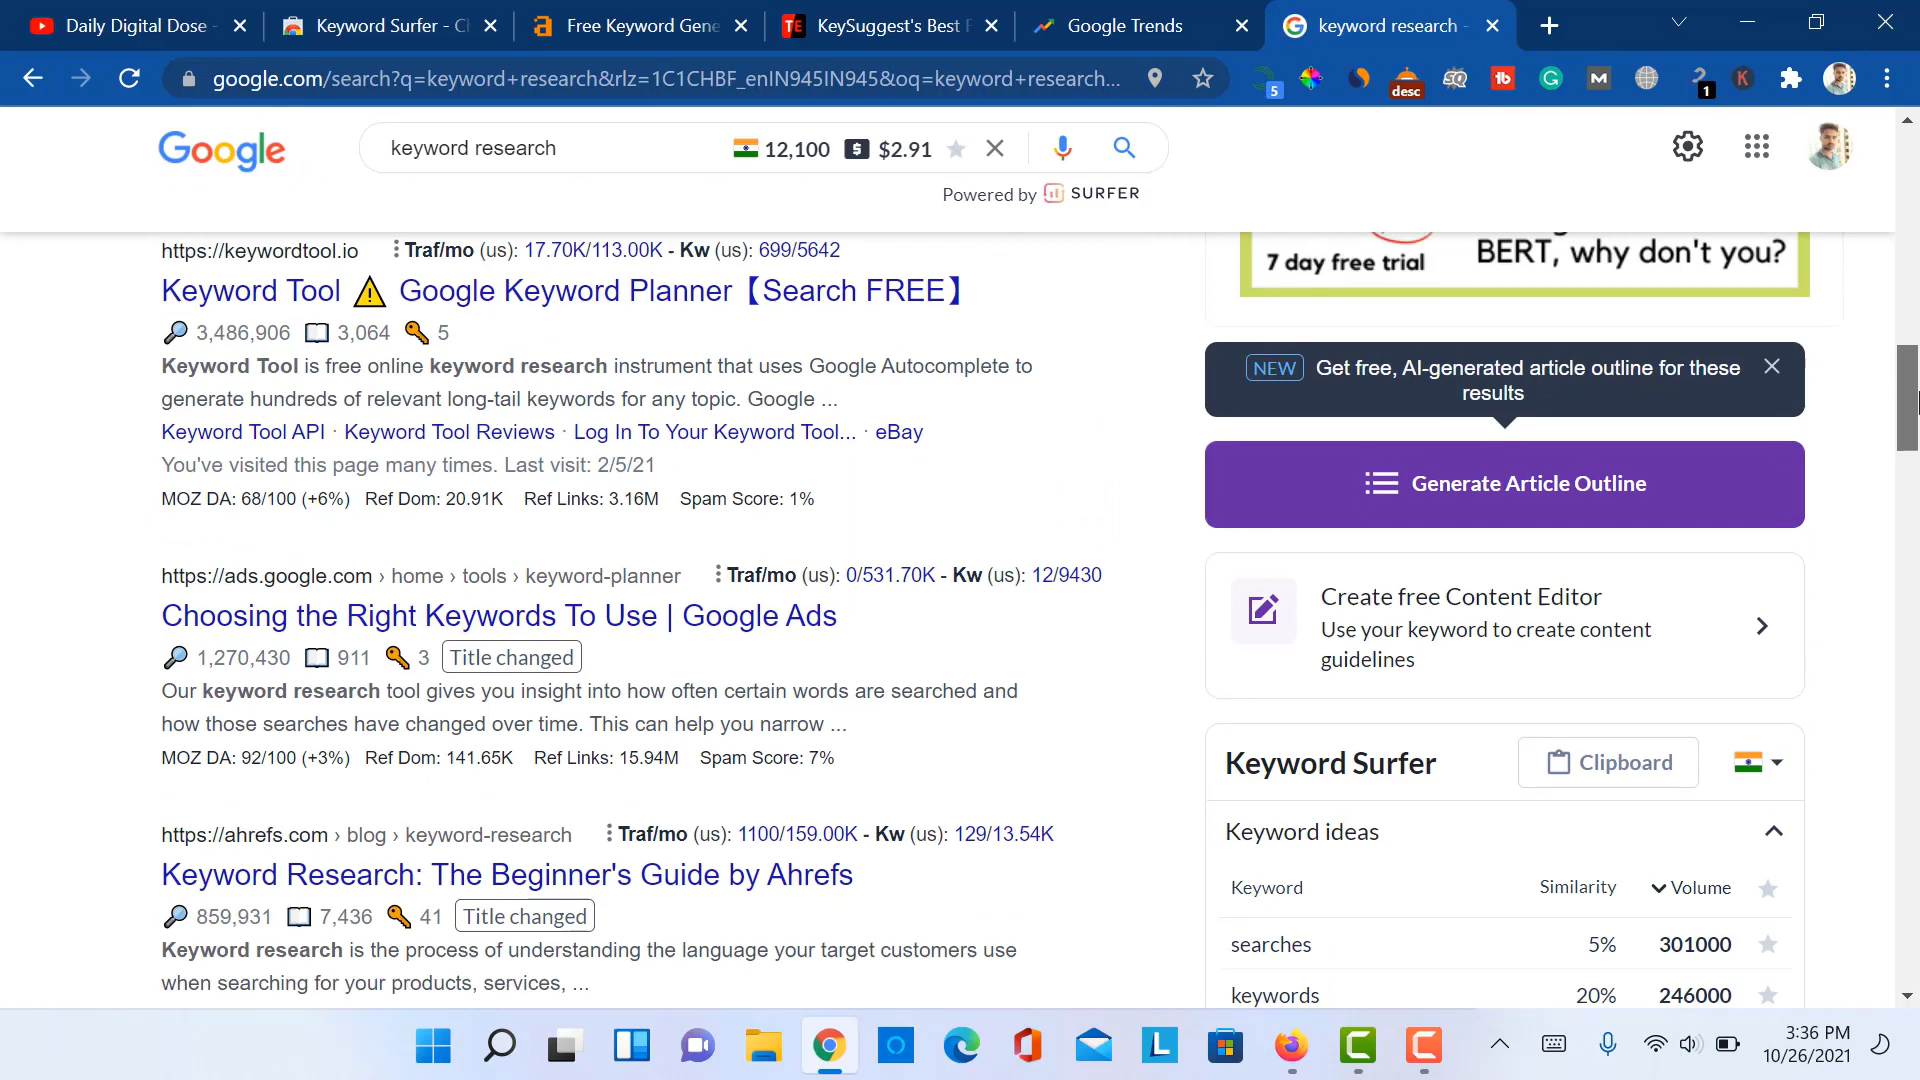 Daily Digital Dose -
Keyword Surfer - Ch
Free Keyword Gene
KeySuggest's Best F
Google Trends
keyword research -
google.com/search?q=keyword+research&rlz=1C1CHBF_enIN945IN945&oq=keyword+research...
5
desc
1
Google
keyword research
12,100 $ $2.91
Powered by SURFER
https://keywordtool.io
Traf/mo (us): 17.70K/113.00K - Kw (us): 699/5642
Keyword Tool ⚠ Google Keyword Planner【Search FREE】
3,486,906 3,064 5
Keyword Tool is free online keyword research instrument that uses Google Autocomplete to
generate hundreds of relevant long-tail keywords for any topic. Google ...
Keyword Tool API · Keyword Tool Reviews · Log In To Your Keyword Tool... · eBay
You've visited this page many times. Last visit: 2/5/21
MOZ DA: 68/100 (+6%) Ref Dom: 20.91K Ref Links: 3.16M Spam Score: 1%
https://ads.google.com › home › tools › keyword-planner
Traf/mo (us): 0/531.70K - Kw (us): 12/9430
Choosing the Right Keywords To Use | Google Ads
1,270,430 911 3 Title changed
Our keyword research tool gives you insight into how often certain words are searched and
how those searches have changed over time. This can help you narrow ...
MOZ DA: 92/100 (+3%) Ref Dom: 141.65K Ref Links: 15.94M Spam Score: 7%
https://ahrefs.com › blog › keyword-research
Traf/mo (us): 1100/159.00K - Kw (us): 129/13.54K
Keyword Research: The Beginner's Guide by Ahrefs
859,931 7,436 41 Title changed
Keyword research is the process of understanding the language your target customers use
when searching for your products, services, ...
7 day free trial
BERT, why don't you?
NEW Get free, AI-generated article outline for these
results
Generate Article Outline
Create free Content Editor
Use your keyword to create content
guidelines
Keyword Surfer
Clipboard
Keyword ideas
Keyword Similarity Volume
searches 5% 301000
keywords 20% 246000
3:36 PM
10/26/2021